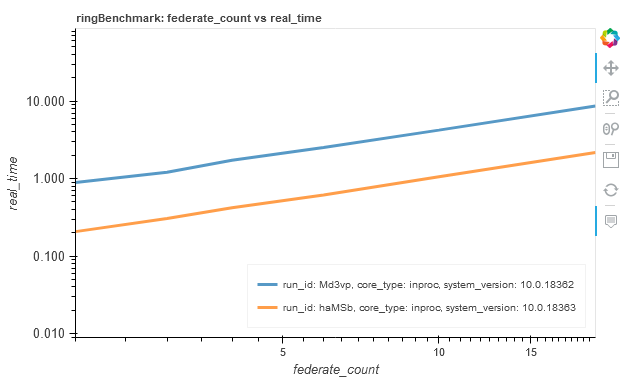 ringBenchmark: federate_count vs real_time
10.000
1.000
0.100
0.010
real_time
run_id: Md3vp, core_type: inproc, system_version: 10.0.18362
run_id: haMSb, core_type: inproc, system_version: 10.0.18363
5
10
15
federate_count